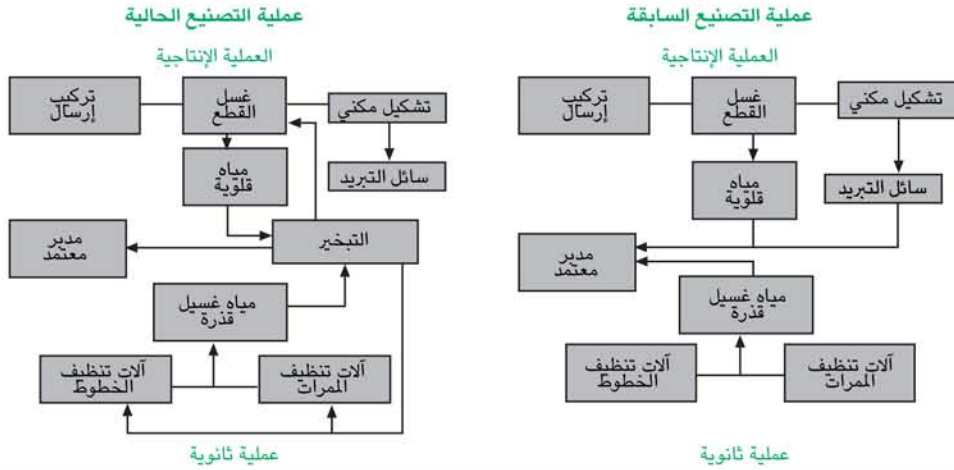 عملية التصنيع السابقة
العملية الإنتاجية
تشكيل مكني
غسل
القطع
تركيب
إرسال
سائل التبريد
مياه
قلوية
مدير
معتمد
مياه غسيل
قذرة
آلات تنظيف
الممرات
آلات تنظيف
الخطوط
عملية ثانوية
عملية التصنيع الحالية
العملية الإنتاجية
تشكيل مكني
غسل
القطع
تركيب
إرسال
سائل التبريد
مياه
قلوية
التبخير
مدير
معتمد
مياه غسيل
قذرة
آلات تنظيف
الممرات
آلات تنظيف
الخطوط
عملية ثانوية